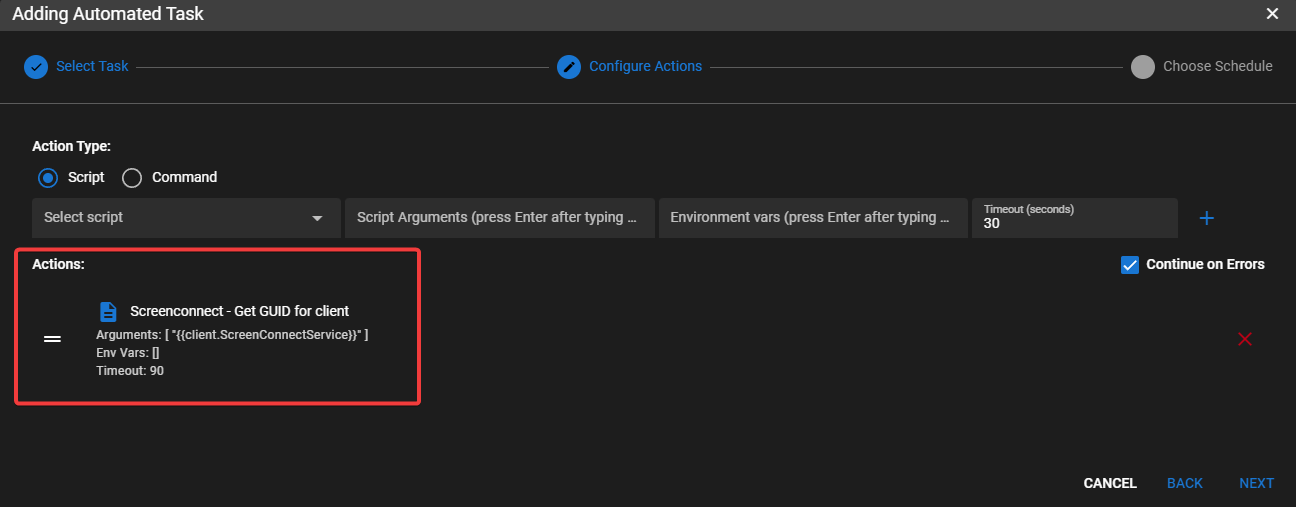 Adding Automated Task
Select Task
Configure Actions
Choose Schedule
Action Type:
Script
Command
Select script
Script Arguments (press Enter after typing ...
Environment vars (press Enter after typing ...
Timeout (seconds)
30
Actions:
Continue on Errors
Screenconnect - Get GUID for client
Arguments: [ "{{client.ScreenConnectService}}" ]
Env Vars: []
Timeout: 90
CANCEL
BACK
NEXT